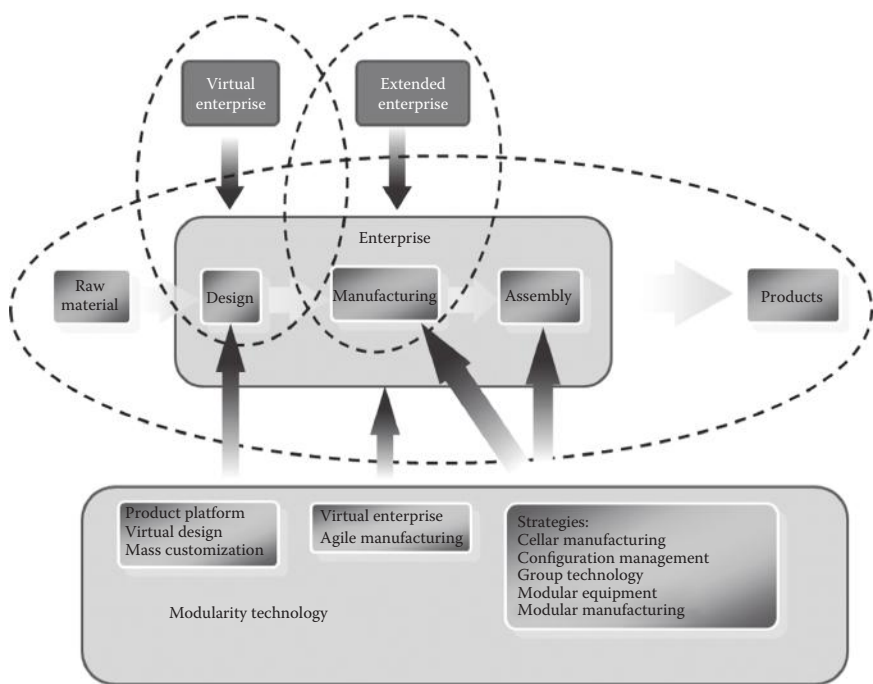 Virtual
enterprise
Extended
enterprise
Enterprise
Raw
material
Design
Manufacturing
Assembly
Products
Product platform
Virtual design
Mass customization
Virtual enterprise
Agile manufacturing
Strategies:
Cellar manufacturing
Configuration management
Group technology
Modular equipment
Modular manufacturing
Modularity technology